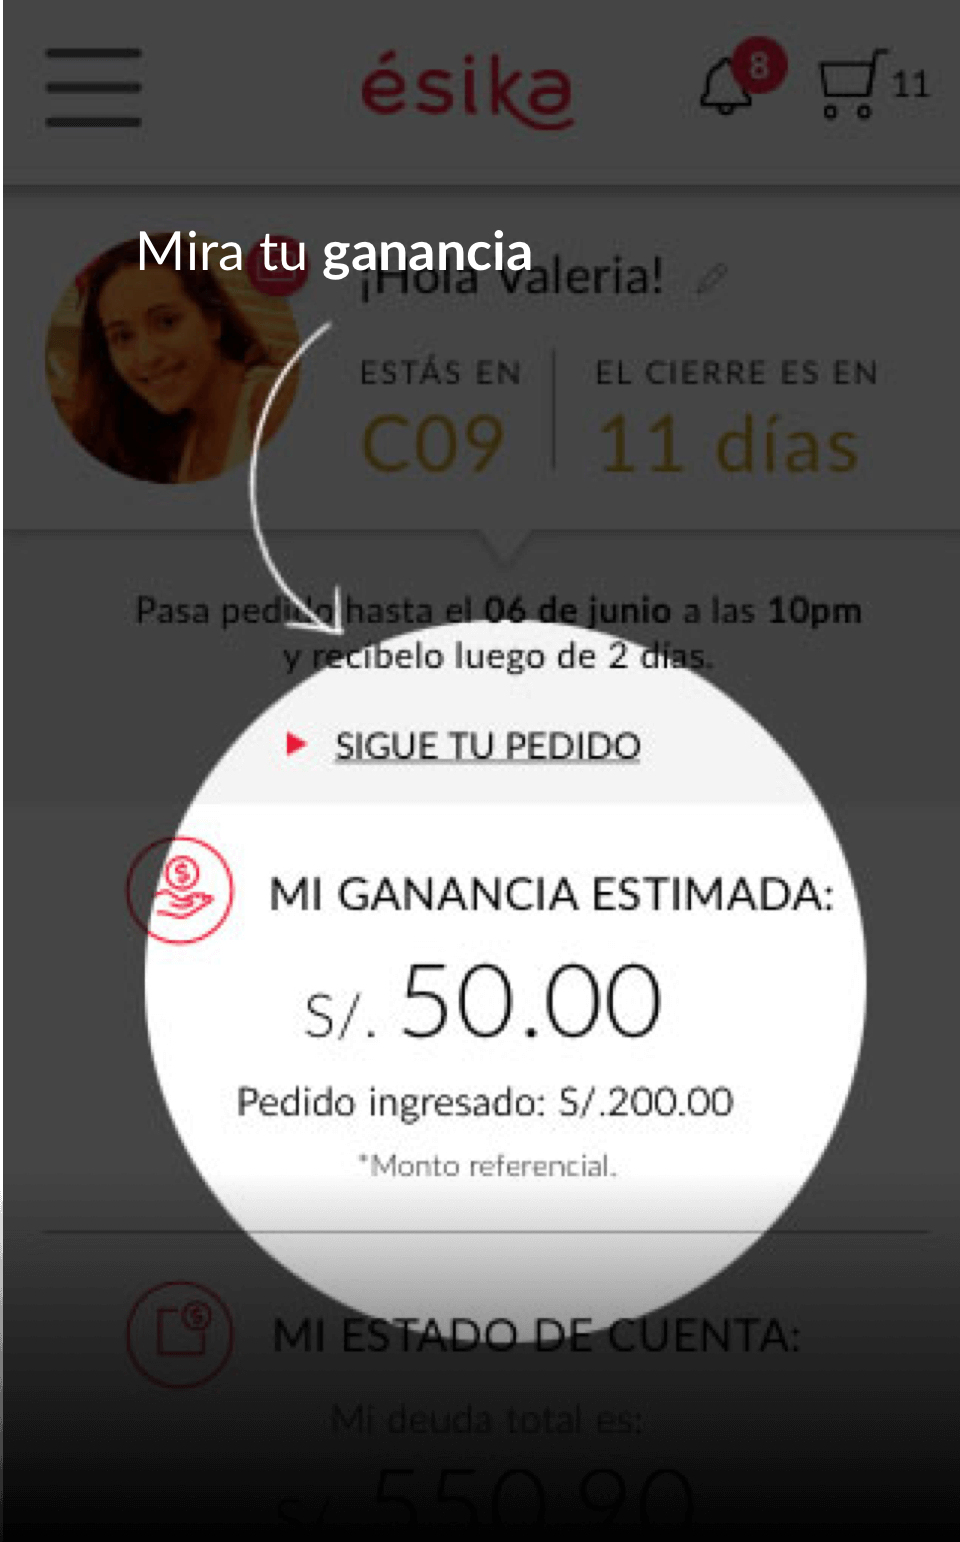 ésika
8
11
Mira tu ganancia
¡Hola Valeria!
ESTÁS EN
C09
EL CIERRE ES EN
11 días
Pasa pedido hasta el 06 de junio a las 10pm
y recíbelo luego de 2 días.
SIGUE TU PEDIDO
MI GANANCIA ESTIMADA:
S/. 50.00
Pedido ingresado: S/.200.00
*Monto referencial.
MI ESTADO DE CUENTA:
Mi deuda total es:
S/. 550.90